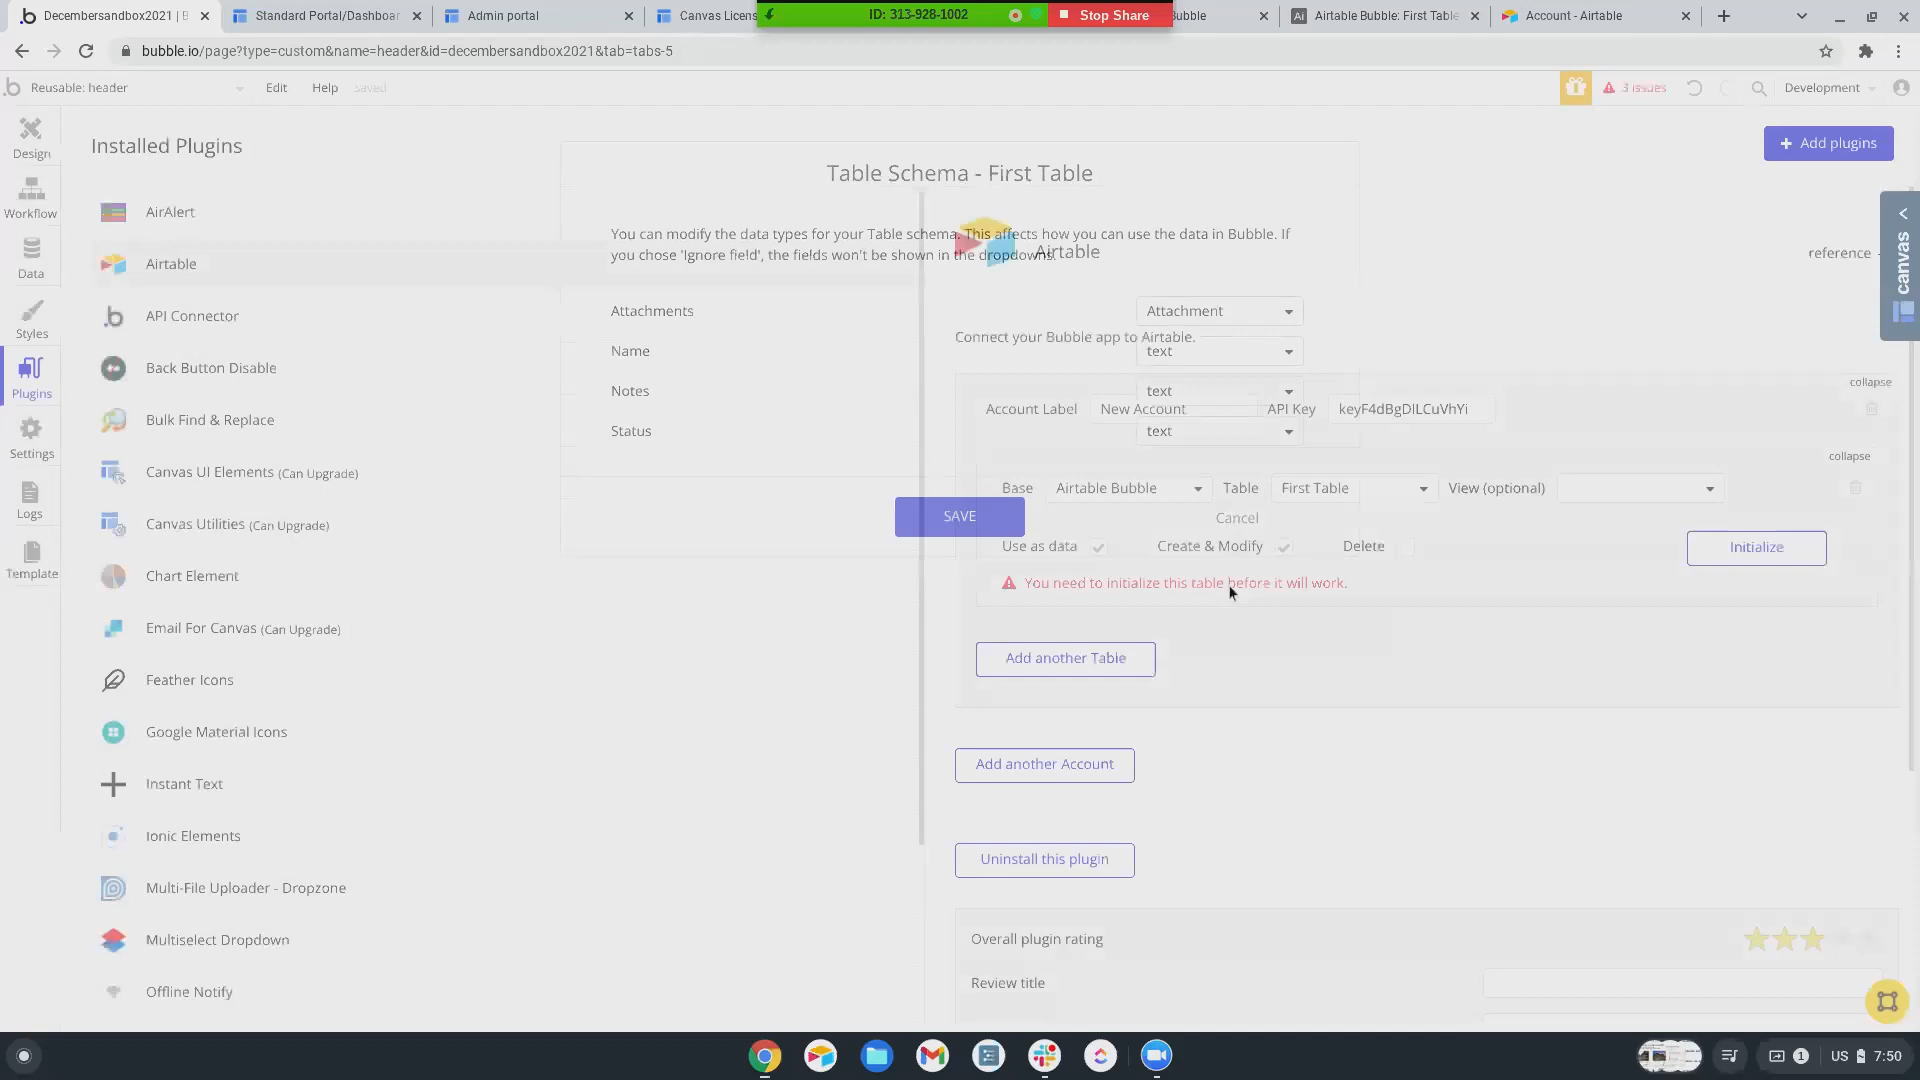 Decembersandbox2021 | B
Standard Portal/Dashboar
Admin portal
Canvas Licens
ID: 313-928-1002
Stop Share
Bubble
Airtable Bubble: First Table
Account - Airtable
bubble.io/page?type=custom&name=header&id=decembersandbox2021&tab=tabs-5
Reusable: header
Edit
Help
saved
3 issues
Development
Design
Workflow
Data
Styles
Plugins
Settings
Logs
Template
Installed Plugins
Add plugins
AirAlert
Airtable
API Connector
Back Button Disable
Bulk Find & Replace
Canvas UI Elements (Can Upgrade)
Canvas Utilities (Can Upgrade)
Chart Element
Email For Canvas (Can Upgrade)
Feather Icons
Google Material Icons
Instant Text
Ionic Elements
Multi-File Uploader - Dropzone
Multiselect Dropdown
Offline Notify
Table Schema - First Table
You can modify the data types for your Table schema. This affects how you can use the data in Bubble. If
you chose 'Ignore field', the fields won't be shown in the dropdowns.
Attachments
Attachment
Name
text
Notes
text
Status
text
SAVE
Cancel
Airtable
reference
canvas
Connect your Bubble app to Airtable.
collapse
Account Label
New Account
API Key
keyF4dBgDILCuVhYi
collapse
Base
Airtable Bubble
Table
First Table
View (optional)
Use as data
Create & Modify
Delete
Initialize
You need to initialize this table before it will work.
Add another Table
Add another Account
Uninstall this plugin
Overall plugin rating
Review title
1
US
7:50